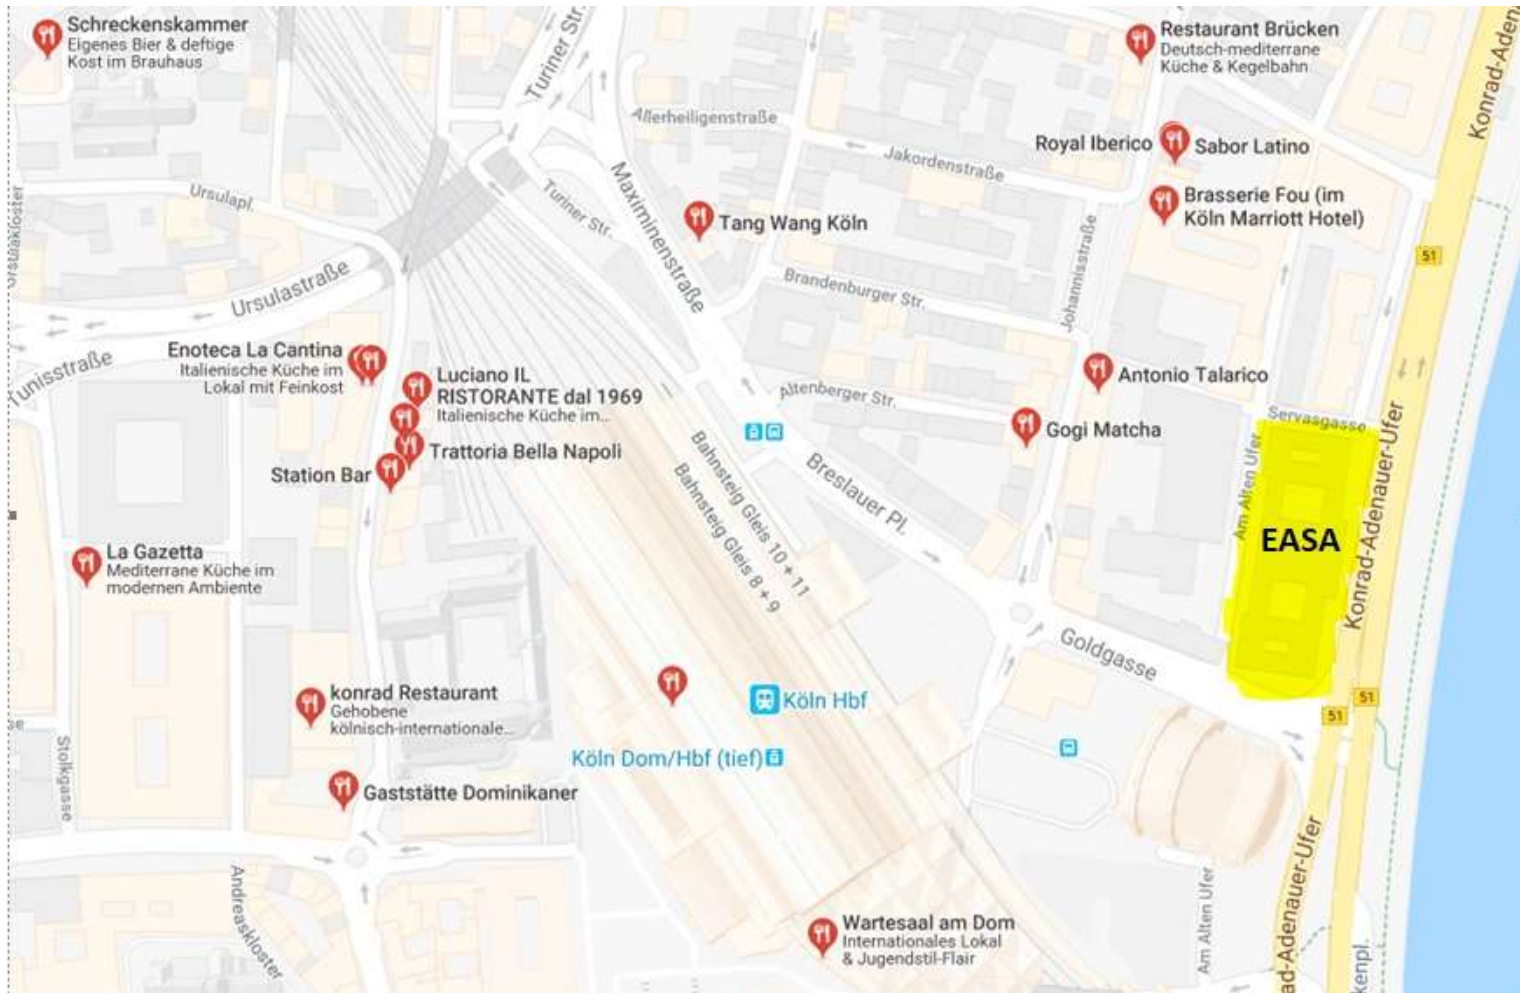 Schreckenskammer
Eigenes Bier & deftige
Kost im Brauhaus
Turiner Str.
Restaurant Brücken
Deutsch-mediterrane
Küche & Kegelbahn
Konrad-Aden
Allerheiligenstraße
Royal Iberico
Sabor Latino
Jakordenstraße
Ursulapl.
Turiner Str.
Maximinenstraße
Tang Wang Köln
Brasserie Fou (im
Köln Marriott Hotel)
51
Johannisstraße
Ursulastraße
Brandenburger Str.
Tunisstraße
Enoteca La Cantina
Italienische Küche im
Lokal mit Feinkost
Luciano IL
RISTORANTE dal 1969
Italienische Küche im...
Antonio Talarico
Altenberger Str.
Servasgasse
Gogi Matcha
Trattoria Bella Napoli
Station Bar
Bahnsteig Gleis 10 + 11
Bahnsteig Gleis 8 + 9
Breslauer Pl.
Am Alten Ufer
Konrad-Adenauer-Ufer
EASA
La Gazetta
Mediterrane Küche im
modernen Ambiente
Goldgasse
konrad Restaurant
Gehobene
kölnisch-internationale...
Köln Hbf
51
51
Köln Dom/Hbf (tief)
Stolkgasse
se
Gaststätte Dominikaner
Andreaskloster
Wartesaal am Dom
Internationales Lokal
& Jugendstil-Flair
Am Alten Ufer
ad-Adenauer-Ufer
kenpl.